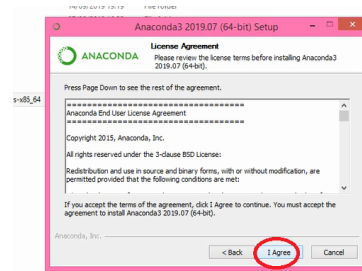 File folder
Anaconda3 2019.07 (64-bit) Setup
ANACONDA
License Agreement
Please review the license terms before installing Anaconda3
2019.07 (64-bit).
Press Page Down to see the rest of the agreement.
s-x86_64
===================================
Anaconda End User License Agreement
===================================
Copyright 2015, Anaconda, Inc.
All rights reserved under the 3-clause BSD License:
Redistribution and use in source and binary forms, with or without modification, are
permitted provided that the following conditions are met:
If you accept the terms of the agreement, click I Agree to continue. You must accept the
agreement to install Anaconda3 2019.07 (64-bit).
Anaconda, Inc.
< Back
I Agree
Cancel